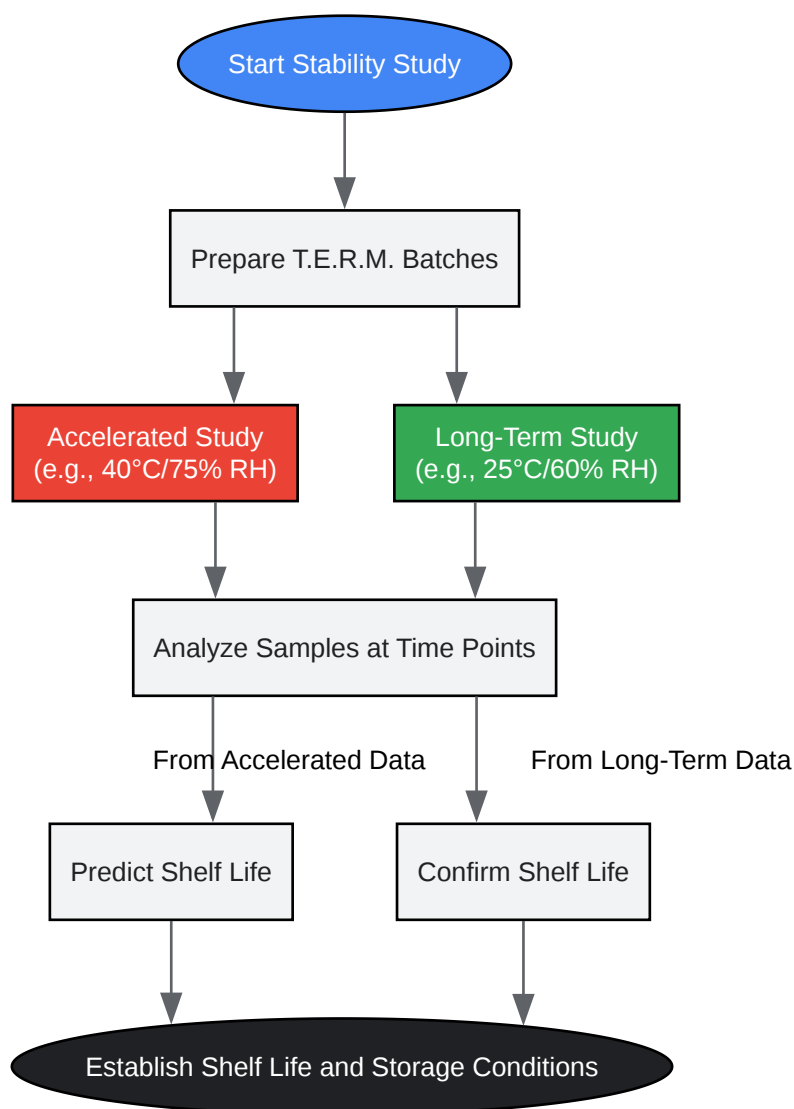 Start Stability Study
Prepare T.E.R.M. Batches
Accelerated Study
(e.g., 40°C/75% RH)
Long-Term Study
(e.g., 25°C/60% RH)
Analyze Samples at Time Points
From Accelerated Data
From Long-Term Data
Predict Shelf Life
Confirm Shelf Life
Establish Shelf Life and Storage Conditions